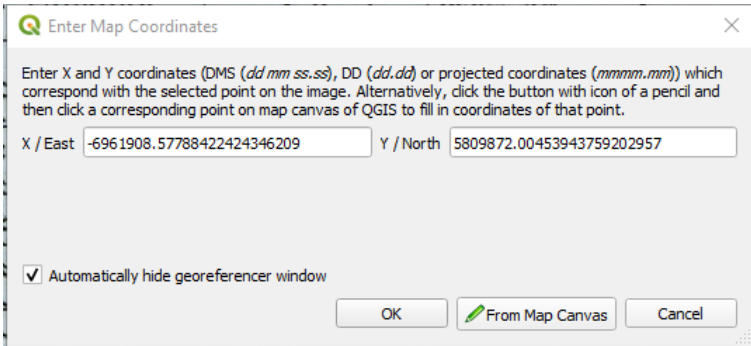 Enter Map Coordinates
Enter X and Y coordinates (DMS (dd mm ss.ss), DD (dd.dd) or projected coordinates (mmmm.mm)) which
correspond with the selected point on the image. Alternatively, click the button with icon of a pencil and
then click a corresponding point on map canvas of QGIS to fill in coordinates of that point.
X / East -6961908.57788422424346209 Y / North 5809872.00453943759202957
Automatically hide georeferencer window
OK From Map Canvas Cancel